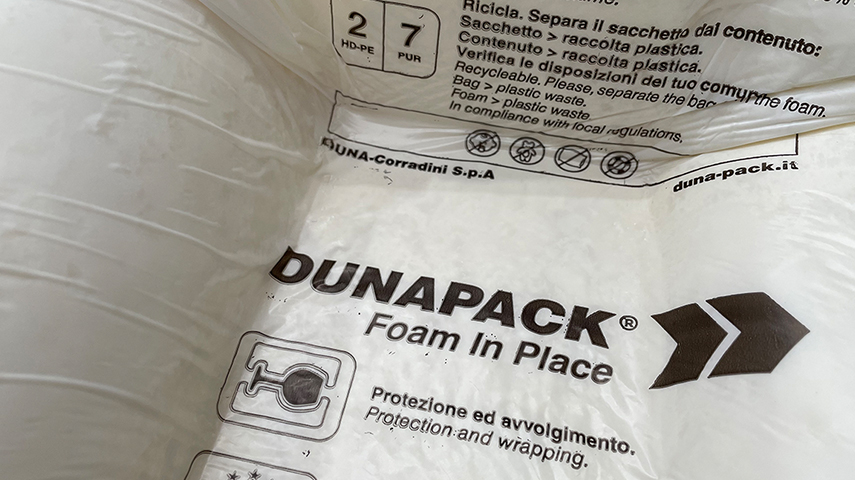 2
HD-PE
7
PUR
Ricicla. Separa il sacchetto dal contenuto:
Sacchetto > raccolta plastica.
Contenuto > raccolta plastica.
Verifica le disposizioni del tuo comune.
Recycleable. Please, separate the bag the foam.
Bag > plastic waste.
Foam > plastic waste
In compliance with local regulations,
DUNA-Corradini S.p.A
duna-pack.it
DUNAPACK®
Foam In Place
Protezione ed avvolgimento.
Protection and wrapping.